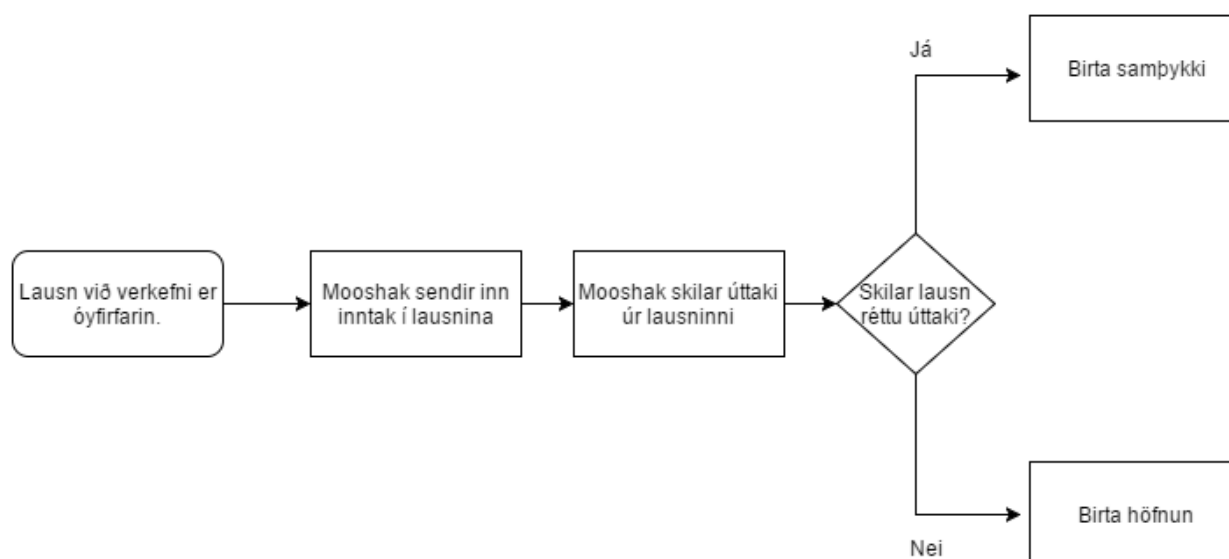 Já
Birta samþykki
Lausn við verkefni er
óyfirfarin.
Mooshak sendir inn
inntak í lausnina
Mooshak skilar úttaki
úr lausninni
Skilar lausn
réttu úttaki?
Birta höfnun
Nei